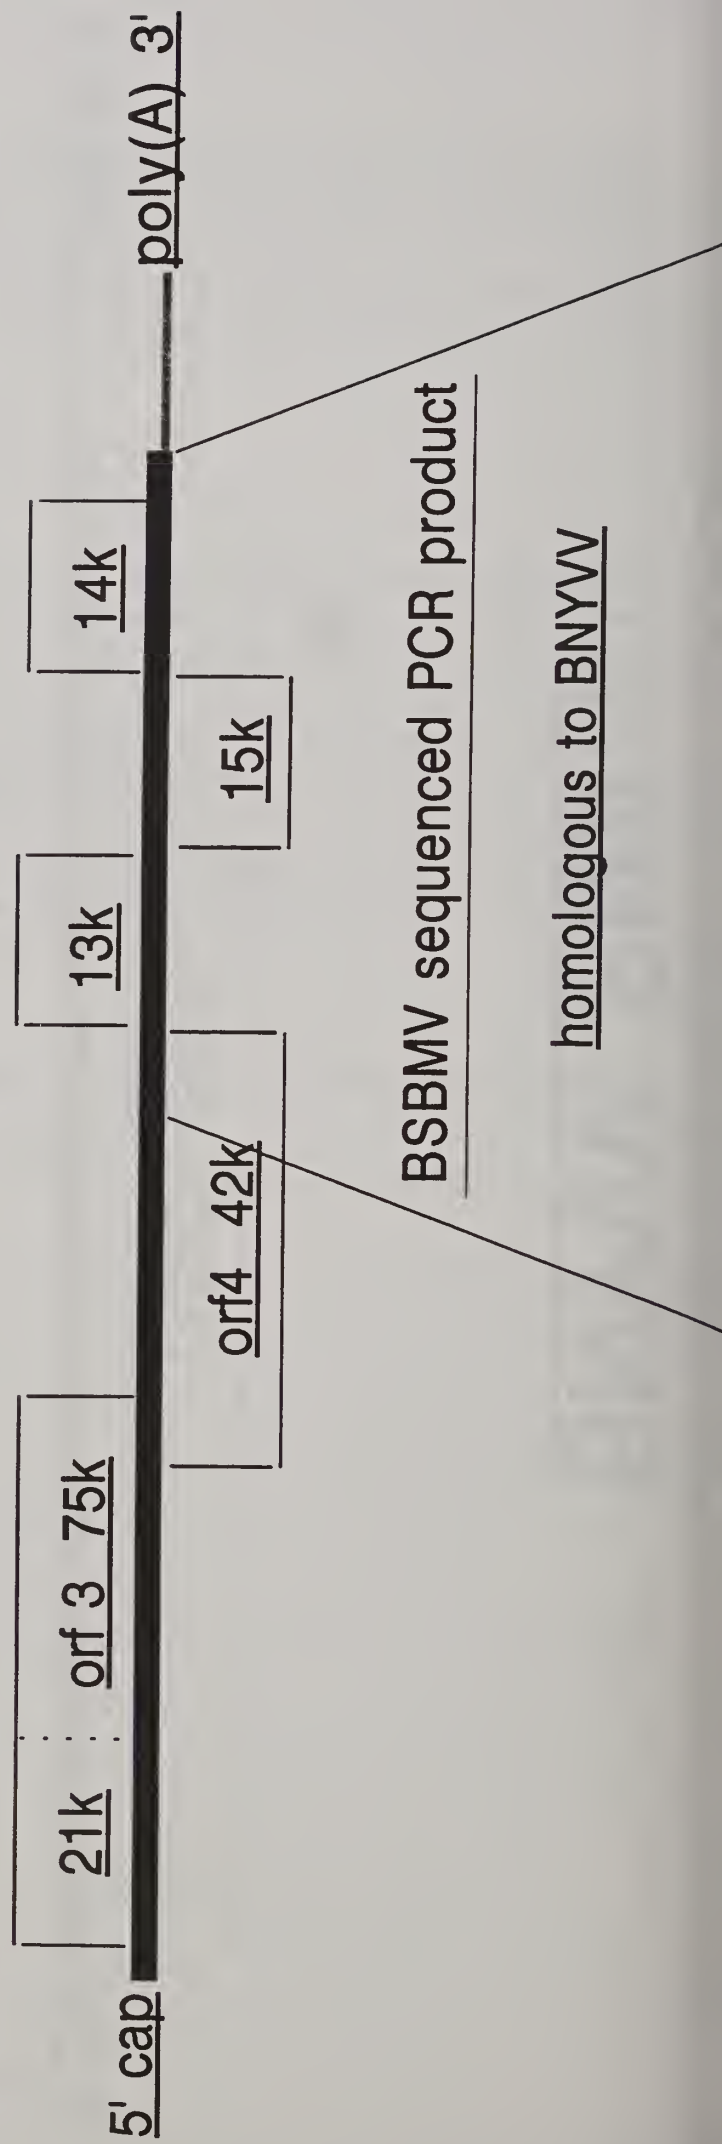 5' cap
21k
orf 3 75k
orf4 42k
13k
15k
14k
poly(A) 3'
BSBMV sequenced PCR product
homologous to BNYVV